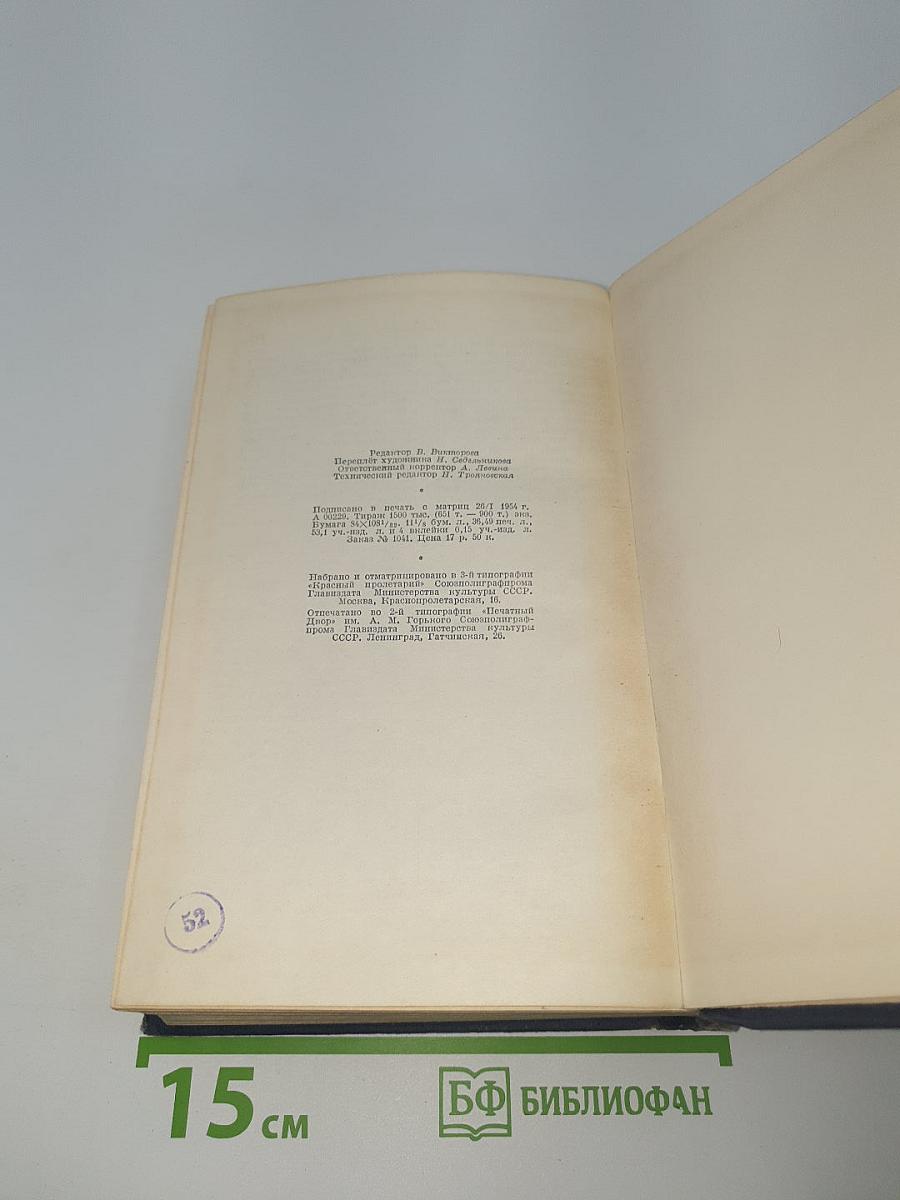 Редактор В. Викторова
Переплёт художника Н. Седельникова
Ответственный корректор А. Левина
Технический редактор Н. Трояновская
Подписано в печать с матриц 26/I 1954 г.
А 00229. Тираж 1500 тыс. (651 т. — 900 т.) экз.
Бумага 84×108¹/₃₂. 11¹/₈ бум. л., 36,49 печ. л.,
53,1 уч.-изд. л. и 4 вклейки 0,15 уч.-изд. л.
Заказ № 1041. Цена 17 р. 50 к.
Набрано и отматрицировано в 3-й типографии
«Красный пролетарий» Союзполиграфпрома
Главиздата Министерства культуры СССР.
Москва, Краснопролетарская, 16.
Отпечатано во 2-й типографии «Печатный
Двор» им. А. М. Горького Союзполиграф-
прома Главиздата Министерства культуры
СССР. Ленинград, Гатчинская, 26.
52
15 см
БФ БИБЛИОФАН